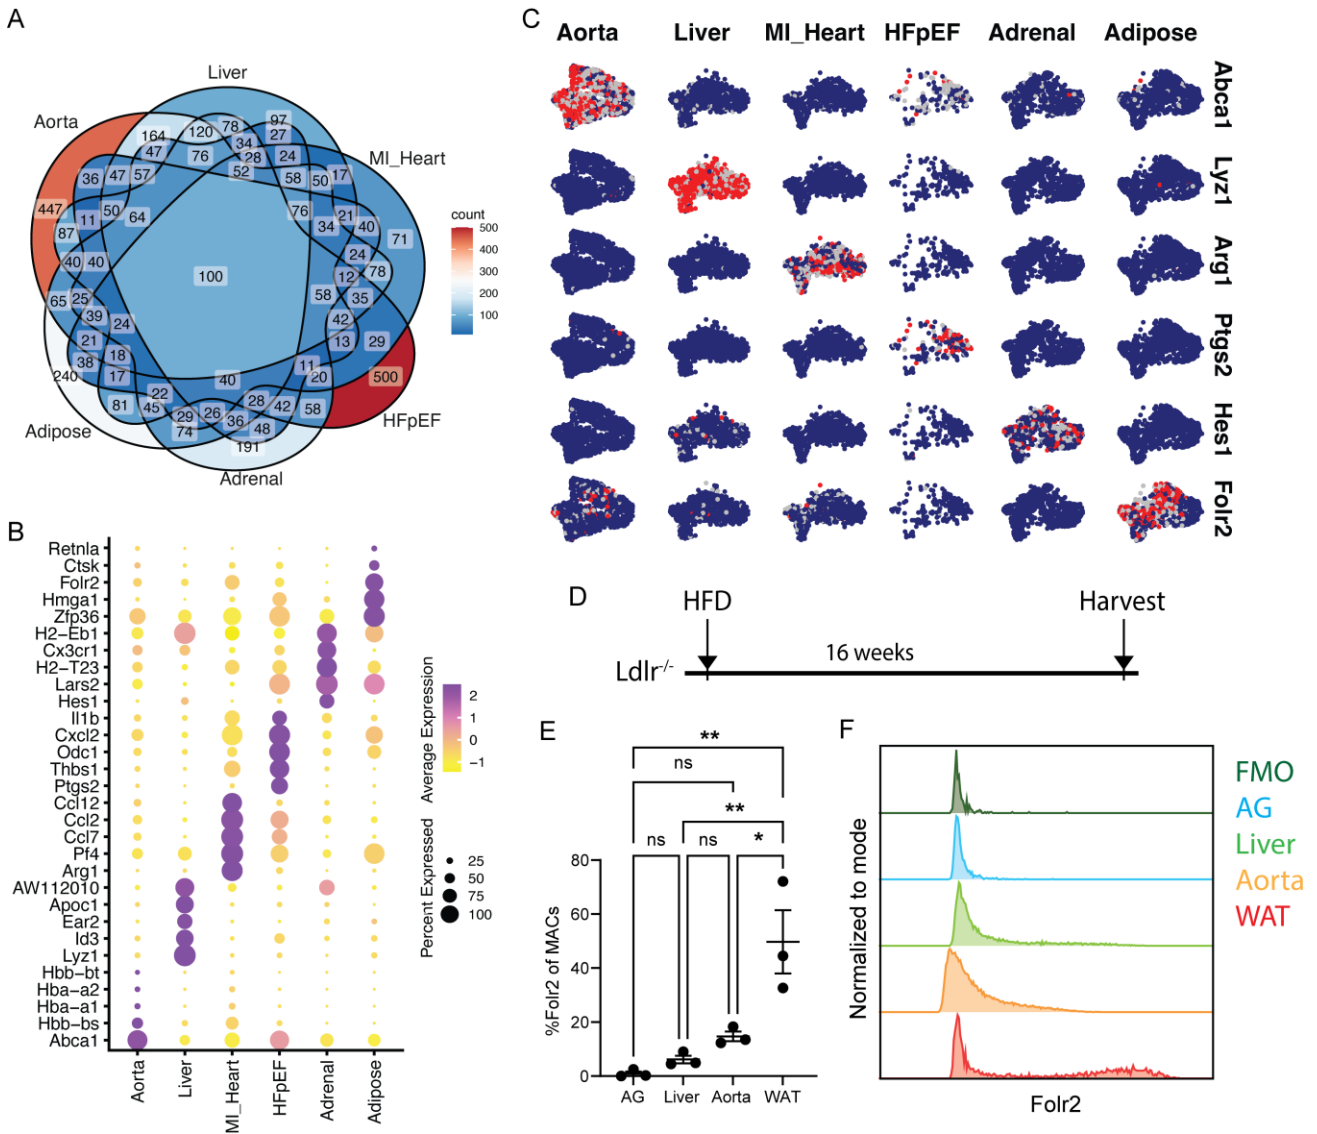 A
Liver
Aorta
MI_Heart
HFpEF
Adrenal
Adipose
164
120
78
97
47
34
27
76
28
24
36
47
57
52
58
50
17
447
11
50
64
76
21
34
40
71
87
40
40
24
78
100
12
65
25
58
35
39
24
42
21
13
29
38
18
11
240
17
40
20
500
22
81
45
29
26
28
42
58
74
36
48
191
count
500
400
300
200
100
B
Retnla
Ctsk
Folr2
Hmga1
Zfp36
H2−Eb1
Cx3cr1
H2−T23
Lars2
Hes1
Il1b
Cxcl2
Odc1
Thbs1
Ptgs2
Ccl12
Ccl2
Ccl7
Pf4
Arg1
AW112010
Apoc1
Ear2
Id3
Lyz1
Hbb−bt
Hba−a2
Hba−a1
Hbb−bs
Abca1
Aorta
Liver
MI_Heart
HFpEF
Adrenal
Adipose
Average Expression
2
1
0
−1
Percent Expressed
25
50
75
100
C
Aorta Liver MI_Heart HFpEF Adrenal Adipose
Abca1
Lyz1
Arg1
Ptgs2
Hes1
Folr2
D
HFD
Harvest
16 weeks
Ldlr-/-
E
**
ns
**
ns
ns
*
%Folr2 of MACs
80
60
40
20
0
AG Liver Aorta WAT
F
Normalized to mode
Folr2
FMO
AG
Liver
Aorta
WAT